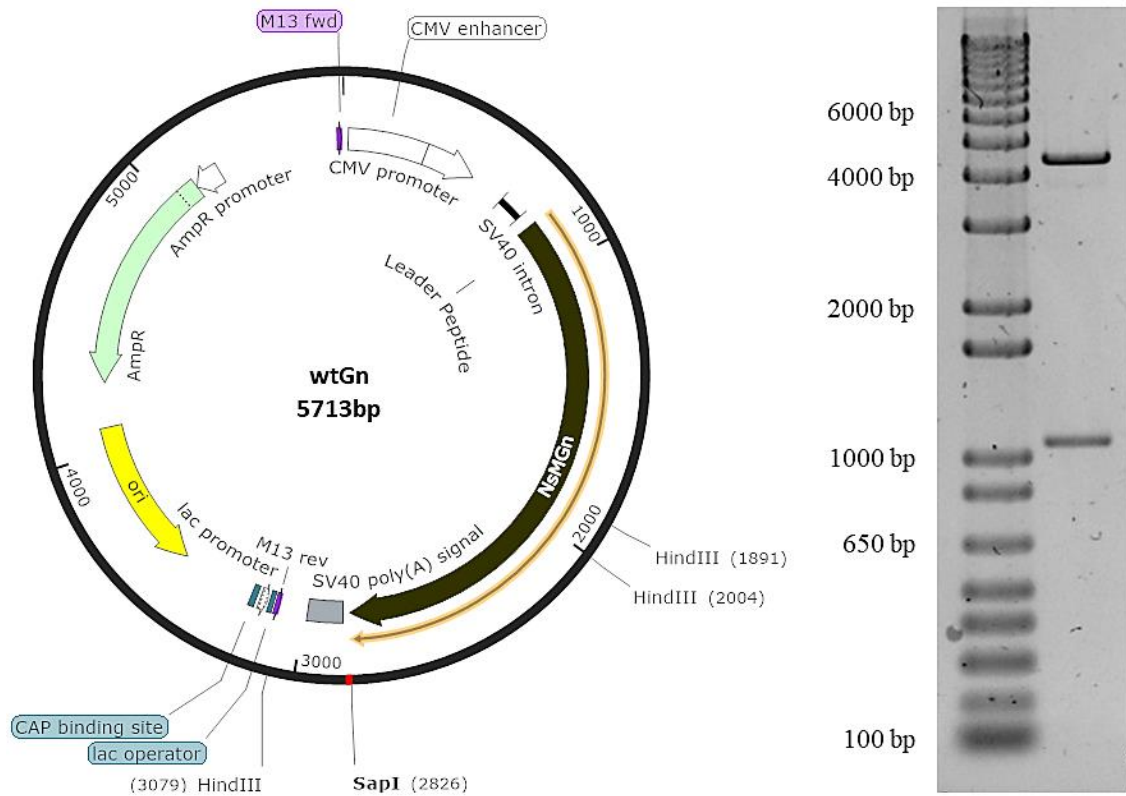 M13 fwd
CMV enhancer
CMV promoter
SV40 intron
Leader Peptide
1000
NsMGn
2000
HindIII (1891)
HindIII (2004)
SV40 poly(A) signal
3000
SapI (2826)
(3079) HindIII
lac operator
CAP binding site
M13 rev
lac promoter
ori
4000
AmpR
AmpR promoter
5000
wtGn
5713bp
6000 bp
4000 bp
2000 bp
1000 bp
650 bp
100 bp